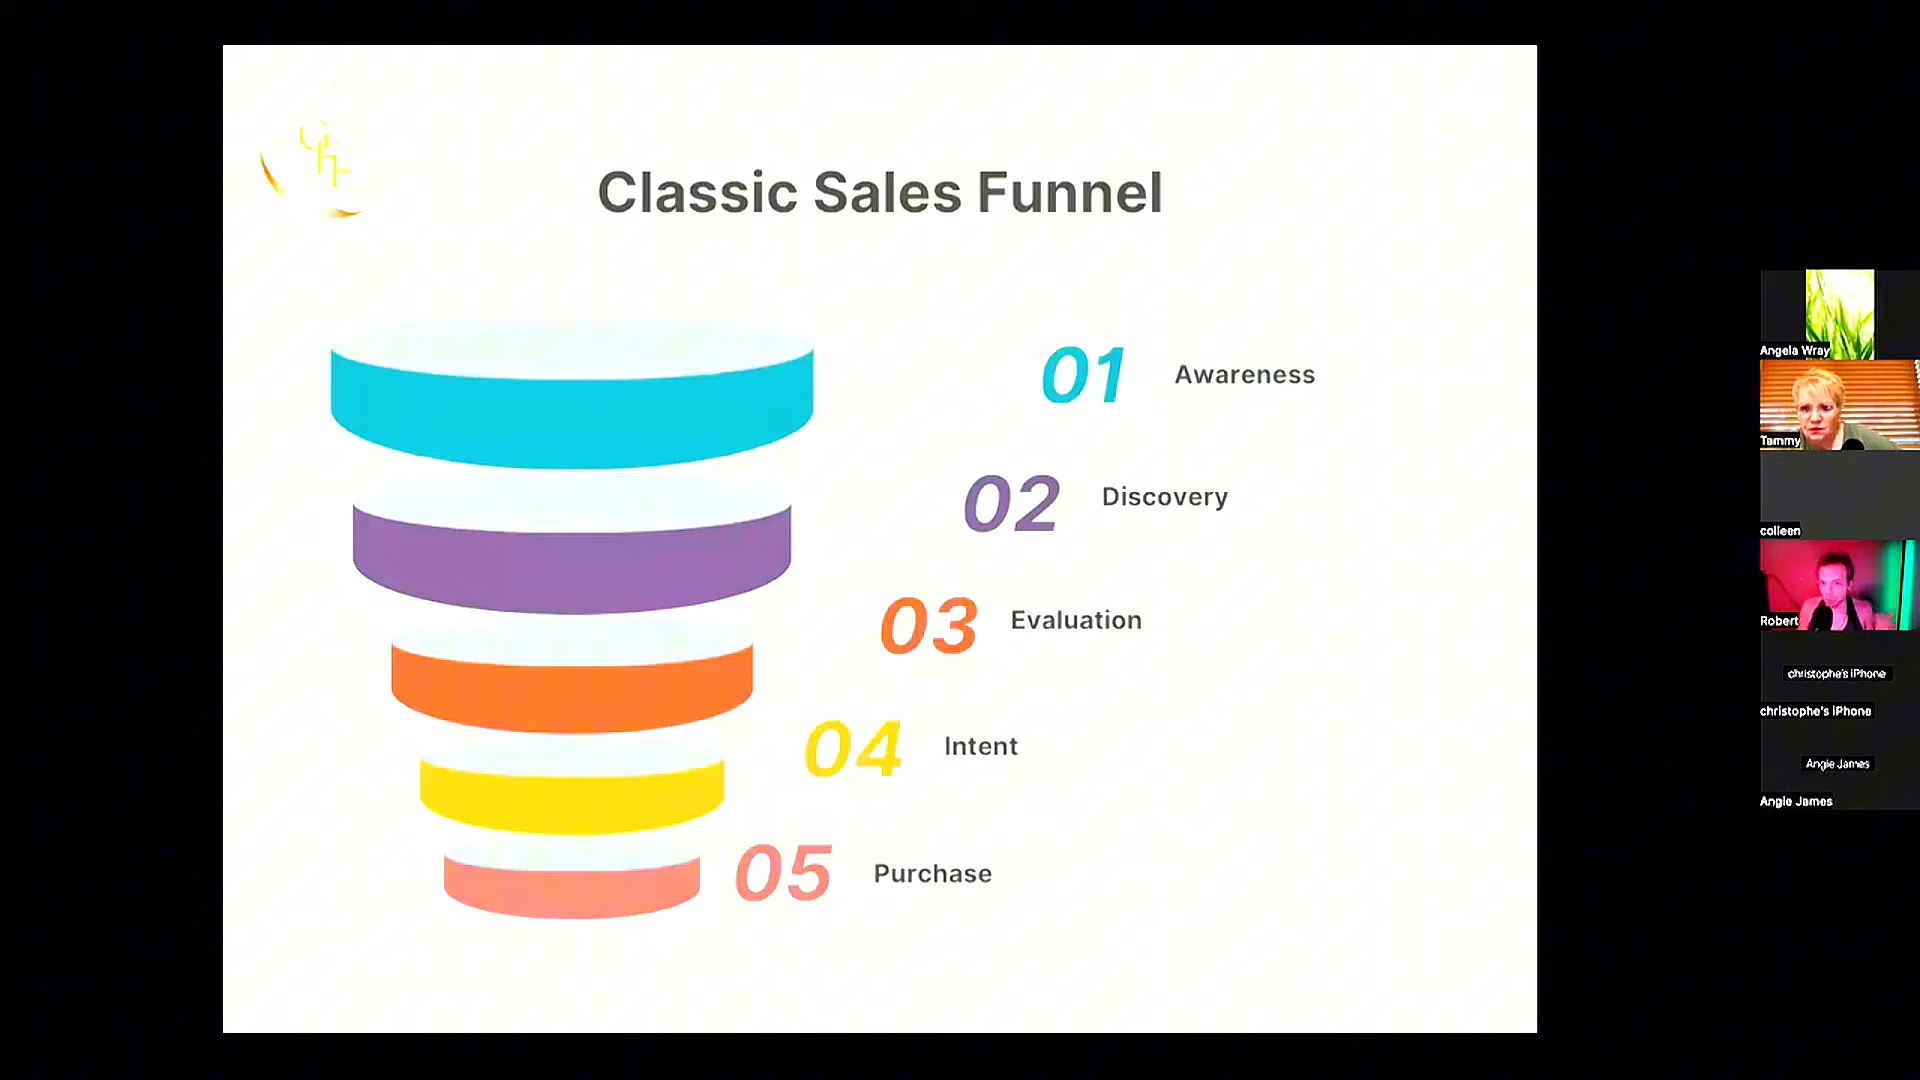 Classic Sales Funnel
01 Awareness
02 Discovery
03 Evaluation
04 Intent
05 Purchase
Angela Wray
Tammy
colleen
Robert
christophe's iPhone
christophe's iPhone
Angie James
Angie James